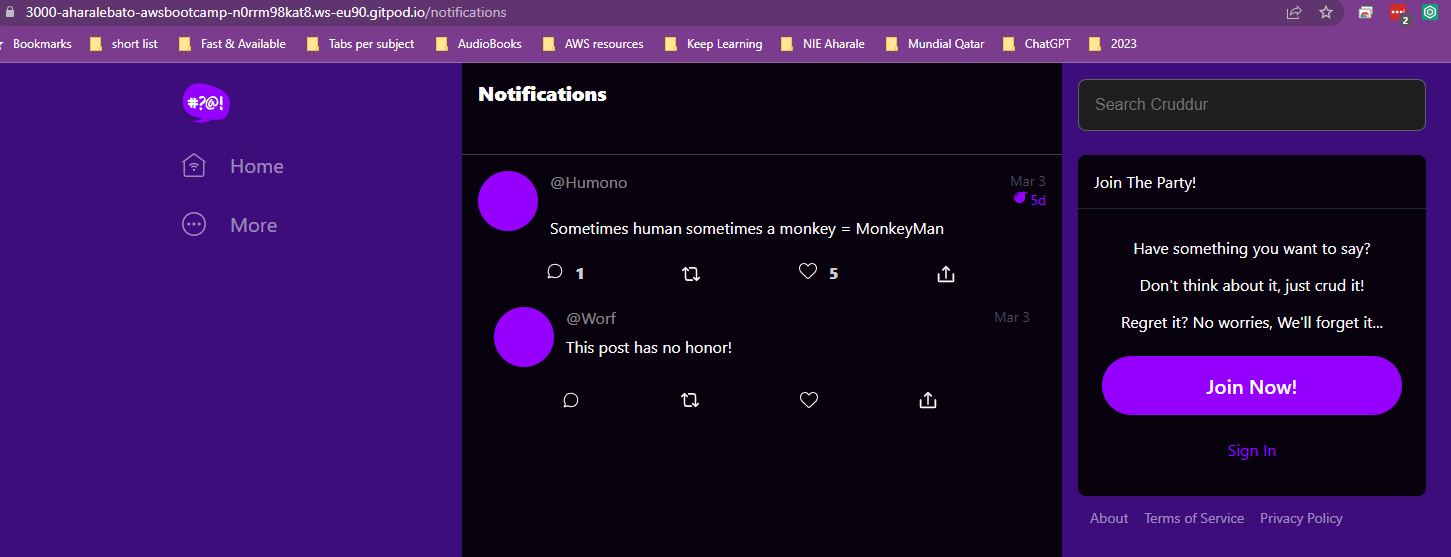 3000-aharalebato-awsbootcamp-n0rrm98kat8.ws-eu90.gitpod.io/notifications
2
Bookmarks short list Fast & Available Tabs per subject AudioBooks AWS resources Keep Learning NIE Aharale Mundial Qatar ChatGPT 2023
#?@!
Home
More
Notifications
@Humono Mar 3
5d
Sometimes human sometimes a monkey = MonkeyMan
1 5
@Worf Mar 3
This post has no honor!
Search Cruddur
Join The Party!
Have something you want to say?
Don't think about it, just crud it!
Regret it? No worries, We'll forget it...
Join Now!
Sign In
About Terms of Service Privacy Policy